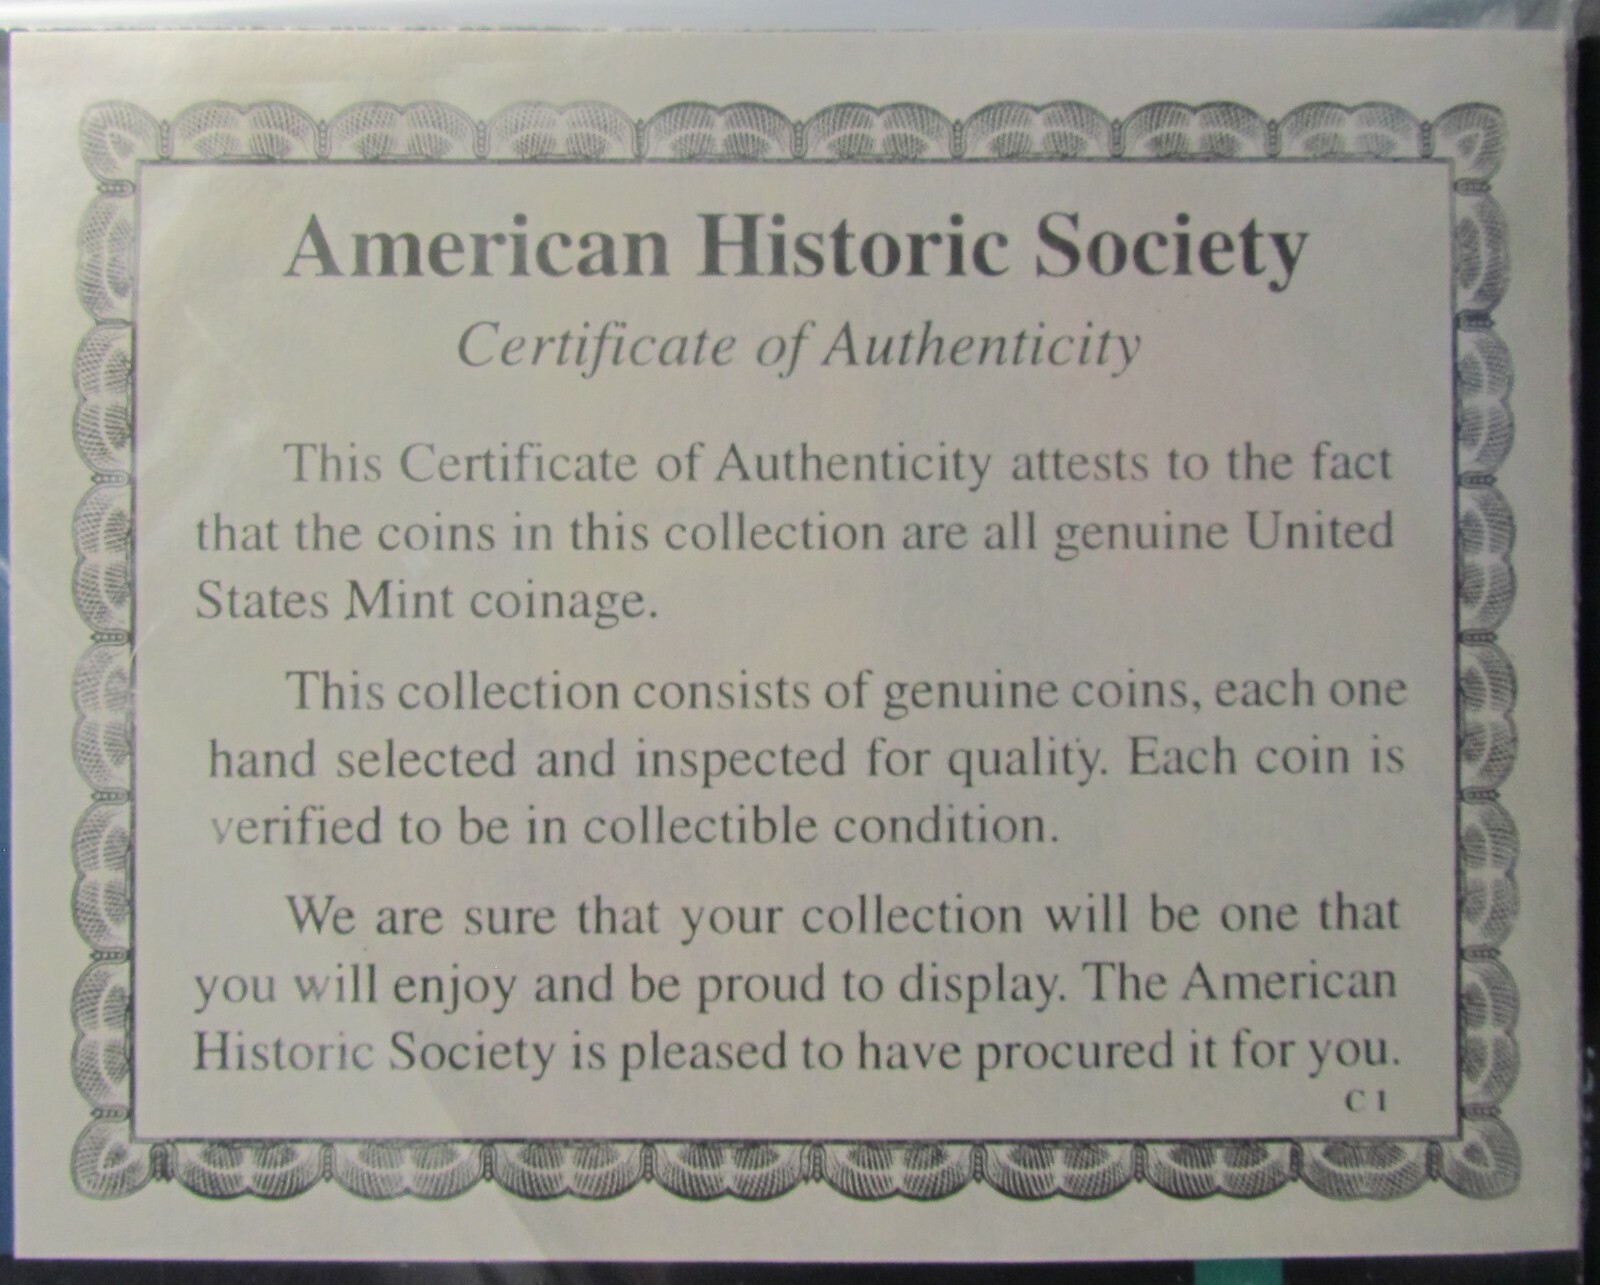 American Historic Society
Certificate of Authenticity
This Certificate of Authenticity attests to the fact
that the coins in this collection are all genuine United
States Mint coinage.
This collection consists of genuine coins, each one
hand selected and inspected for quality. Each coin is
verified to be in collectible condition.
We are sure that your collection will be one that
you will enjoy and be proud to display. The American
Historic Society is pleased to have procured it for you.
C 1